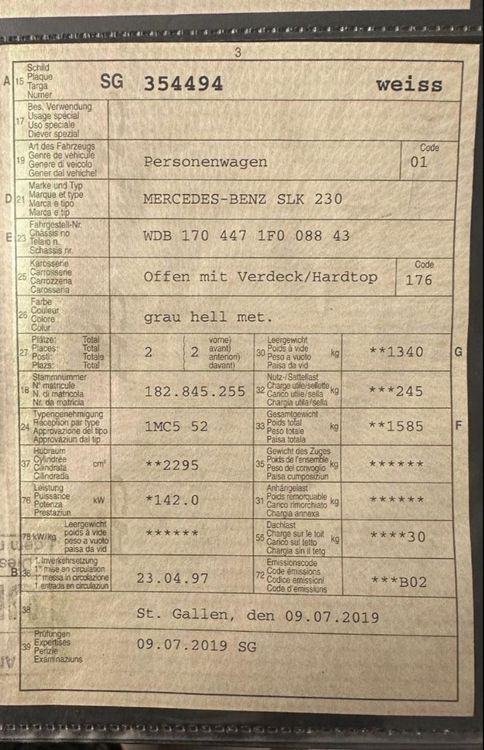 3
A 15 Schild SG 354494 weiss
Plaque
Targa
Numer
17 Bes. Verwendung
Usage spécial
Uso speciale
Diever spezial
19 Art des Fahrzeugs Personenwagen Code 01
Genre de véhicule
Genere di veicolo
Gener dal vichel
D 21 Marke und Typ MERCEDES-BENZ SLK 230
Marque et type
Marca e tipo
Marca e tip
E 23 Fahrgestell-Nr. WDB 170 447 1F0 088 43
Châssis no
Telaio n.
Schassis nr.
25 Karosserie Offen mit Verdeck/Hardtop Code 176
Carrosserie
Carrozzeria
Carosseria
26 Farbe grau hell met.
Couleur
Colore
Colur
27 Plätze: Total 2 2 vorne) 30 Leergewicht kg **1340 G
Places: Total avant) Poids à vide
Posti: Totale anteriori) Peso a vuoto
Plazs: Total davant) Paisa da vid
18 Stammnummer 182.845.255 32 Nutz-/Sattellast kg ***245
N° matricule Charge utile/sellette
N. di matricola Carico utile/sella
Nr. da matricla Chargia utila/sella
24 Typengenehmigung 1MC5 52 33 Gesamtgewicht kg **1585 F
Réception par type Poids total
Approvazione del tipo Peso totale
Approvaziun dal tip Paisa totala
37 Hubraum cm³ **2295 35 Gewicht des Zuges kg ******
Cylindrée Poids de l'ensemble
Cilindrata Peso del convoglio
Cilindrada Paisa cumposiziun
76 Leistung kW *142.0 31 Anhängelast kg ******
Puissance Poids remorquable
Potenza Carico rimorchiato
Prestaziun Chargia annexa
78 kW/kg Leergewicht ****** 55 Dachlast kg ****30
poids à vide Charge sur le toit
peso a vuoto Carico sul tetto
paisa da vid Chargia sin il tetg
B 36 1. Inverkehrsetzung 23.04.97 72 Emissionscode ***B02
1re mise en circulation Code émissions
1a messa in circolazione Codice emissioni
1. entrada en circulaziun Code d'émissiuns
38 St. Gallen, den 09.07.2019
39 Prüfungen 09.07.2019 SG
Expertises
Perizie
Examinaziuns